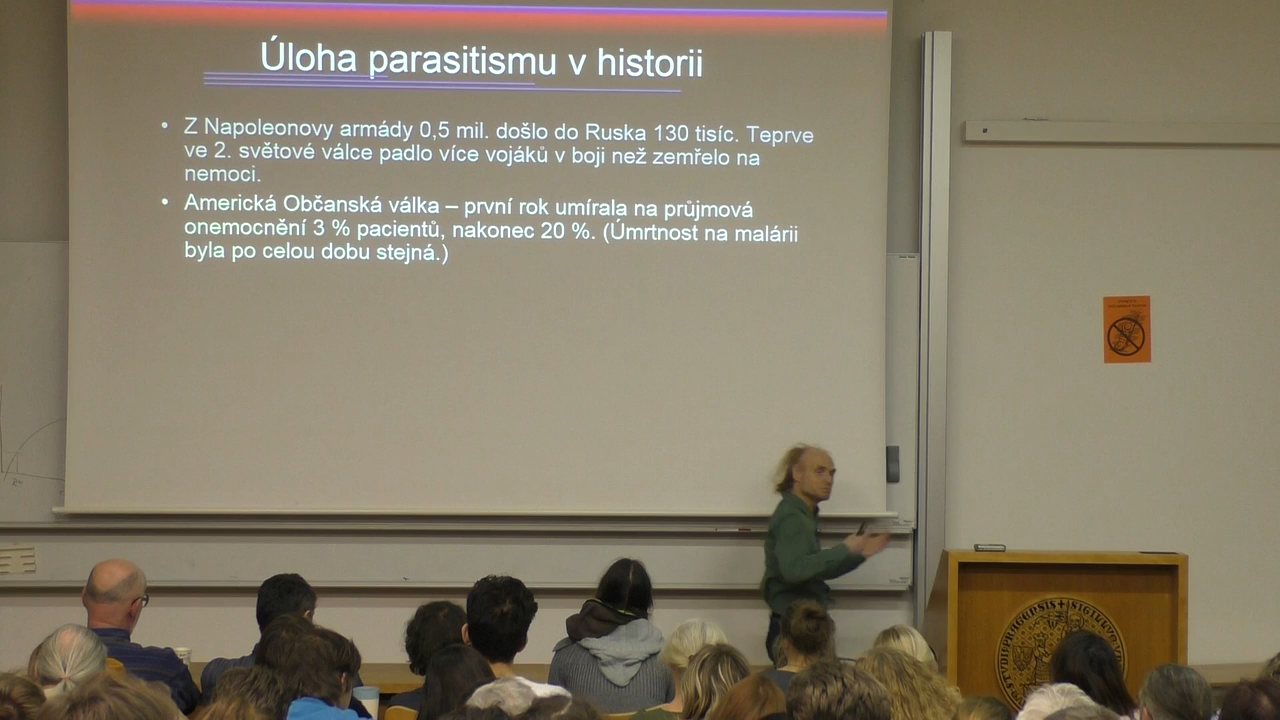 Úloha parasitismu v historii
• Z Napoleonovy armády 0,5 mil. došlo do Ruska 130 tisíc. Teprve
ve 2. světové válce padlo více vojáků v boji než zemřelo na
nemoci.
• Americká Občanská válka – první rok umírala na průjmová
onemocnění 3 % pacientů, nakonec 20 %. (Úmrtnost na malárii
byla po celou dobu stejná.)